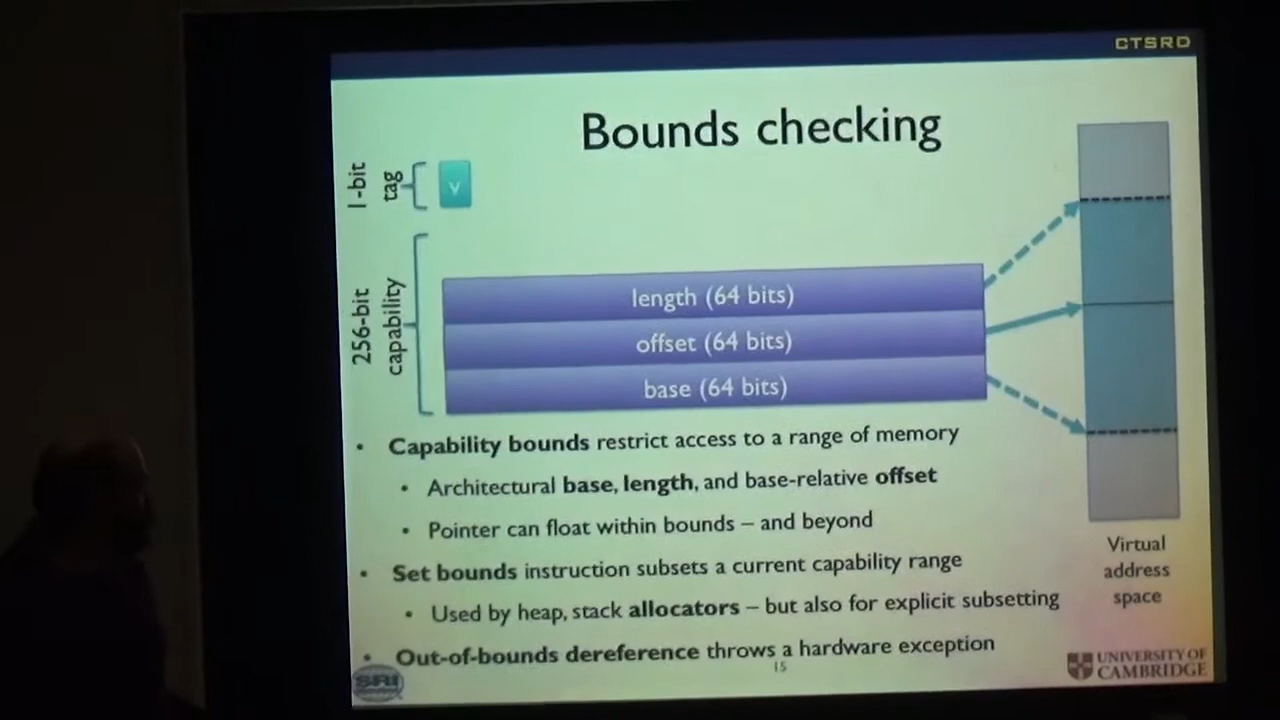 CTSRD
Bounds checking
1-bit
tag
v
256-bit
capability
length (64 bits)
offset (64 bits)
base (64 bits)
• Capability bounds restrict access to a range of memory
• Architectural base, length, and base-relative offset
• Pointer can float within bounds – and beyond
• Set bounds instruction subsets a current capability range
• Used by heap, stack allocators – but also for explicit subsetting
• Out-of-bounds dereference throws a hardware exception
Virtual
address
space
15
SRI
UNIVERSITY OF
CAMBRIDGE